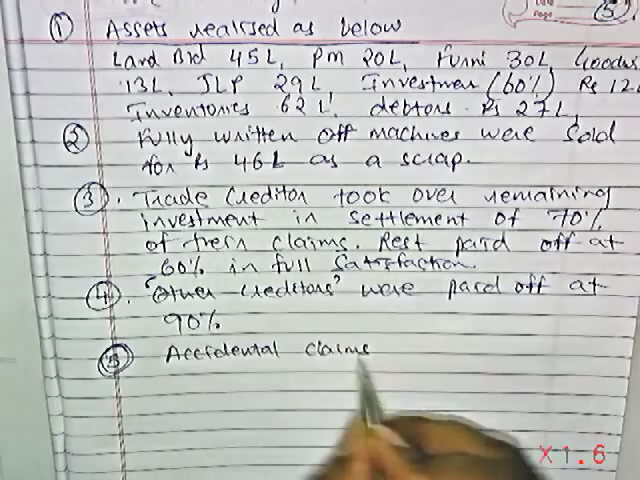 5
① Assets realised as below
Land Bld 45L, PM 20L, Furni 30L, Goodw
13L, JLP 29L, Investmen (60%) Rs 12L
Inventories 62L, debtors Rs 27L,
② Fully written off machines were sold
for Rs 46L as a scrap.
③. Trade Creditor took over remaining
investment in settlement of 70%
of their claims. Rest paid off at
60% in full satisfaction.
④. "Other Creditors" were paid off at
90%
⑤ Accidental claims
X1.6